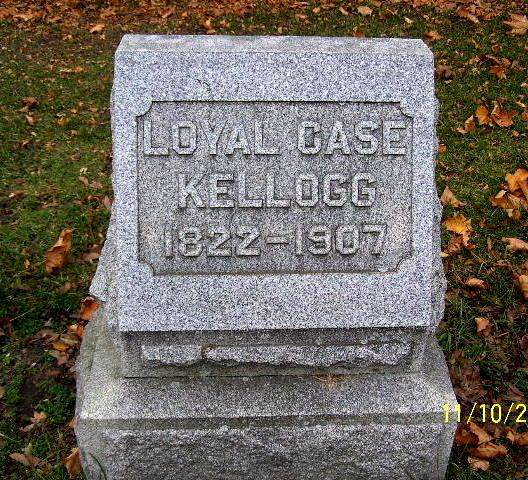 LOYAL CASE
KELLOGG
1822-1907
11/10/2